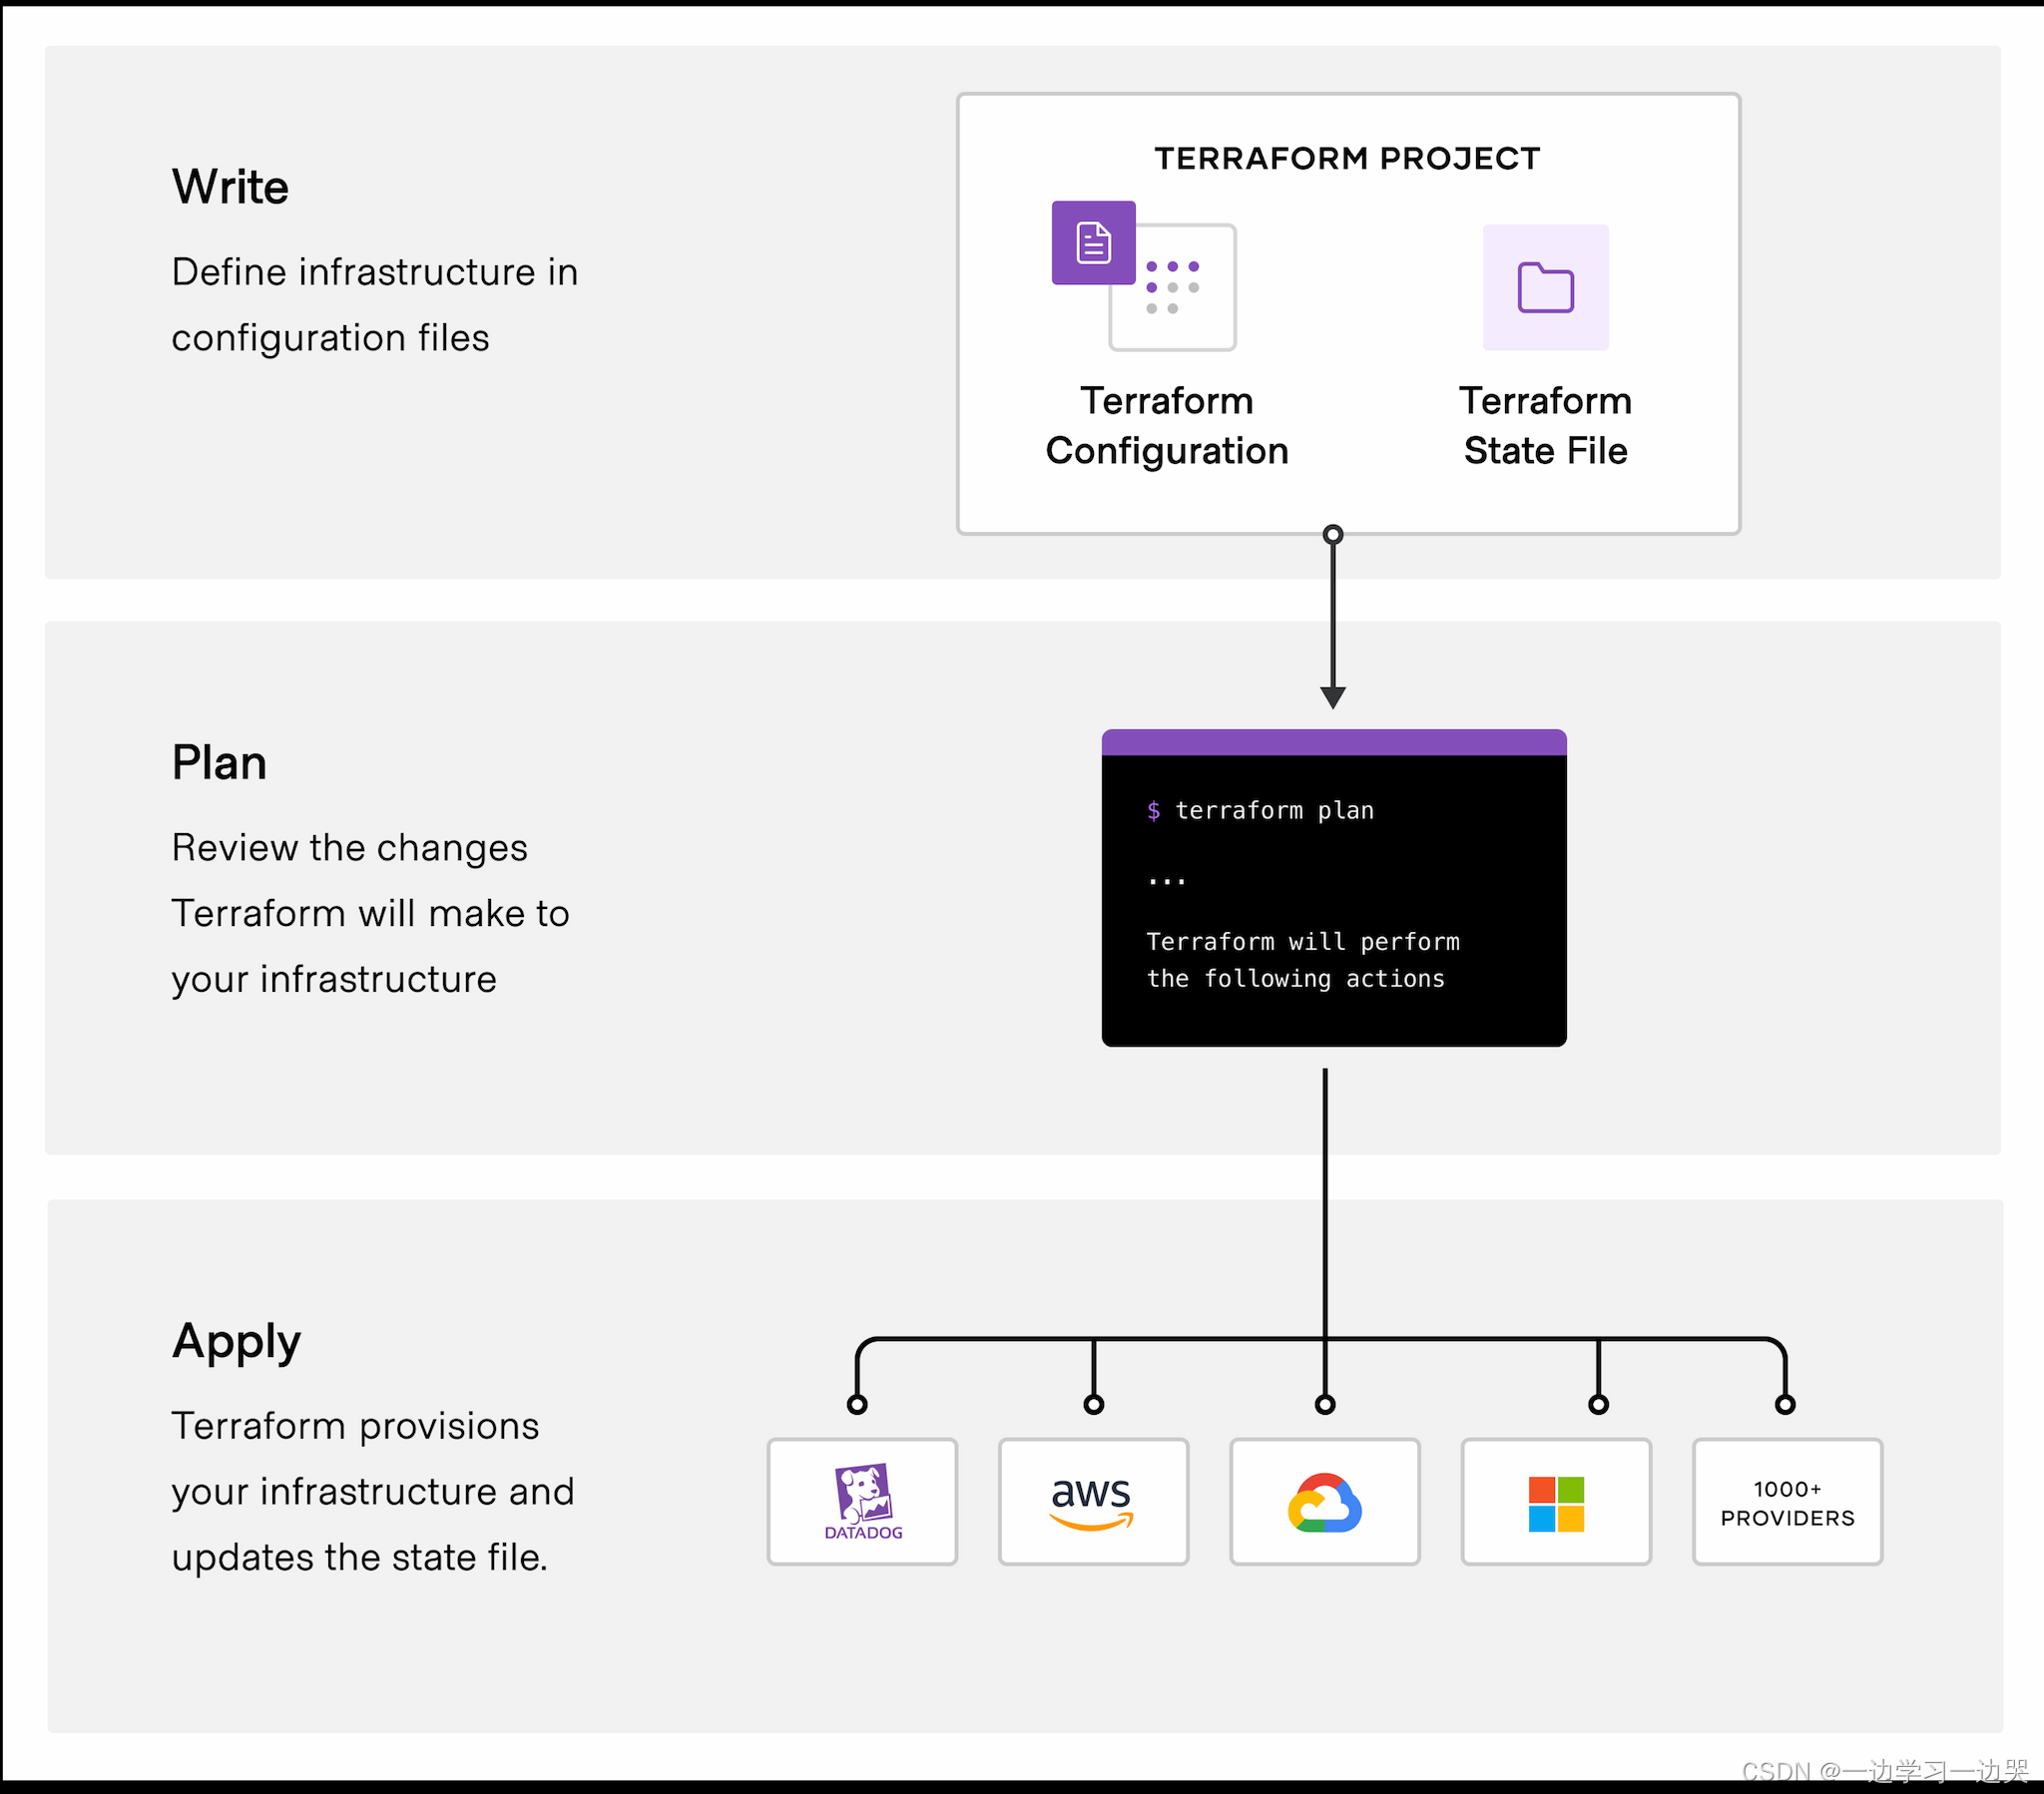 Write
Define infrastructure in
configuration files
TERRAFORM PROJECT
Terraform
Configuration
Terraform
State File
Plan
Review the changes
Terraform will make to
your infrastructure
$ terraform plan
...
Terraform will perform
the following actions
Apply
Terraform provisions
your infrastructure and
updates the state file.
DATADOG
aws
1000+
PROVIDERS
CSDN @一边学习一边哭